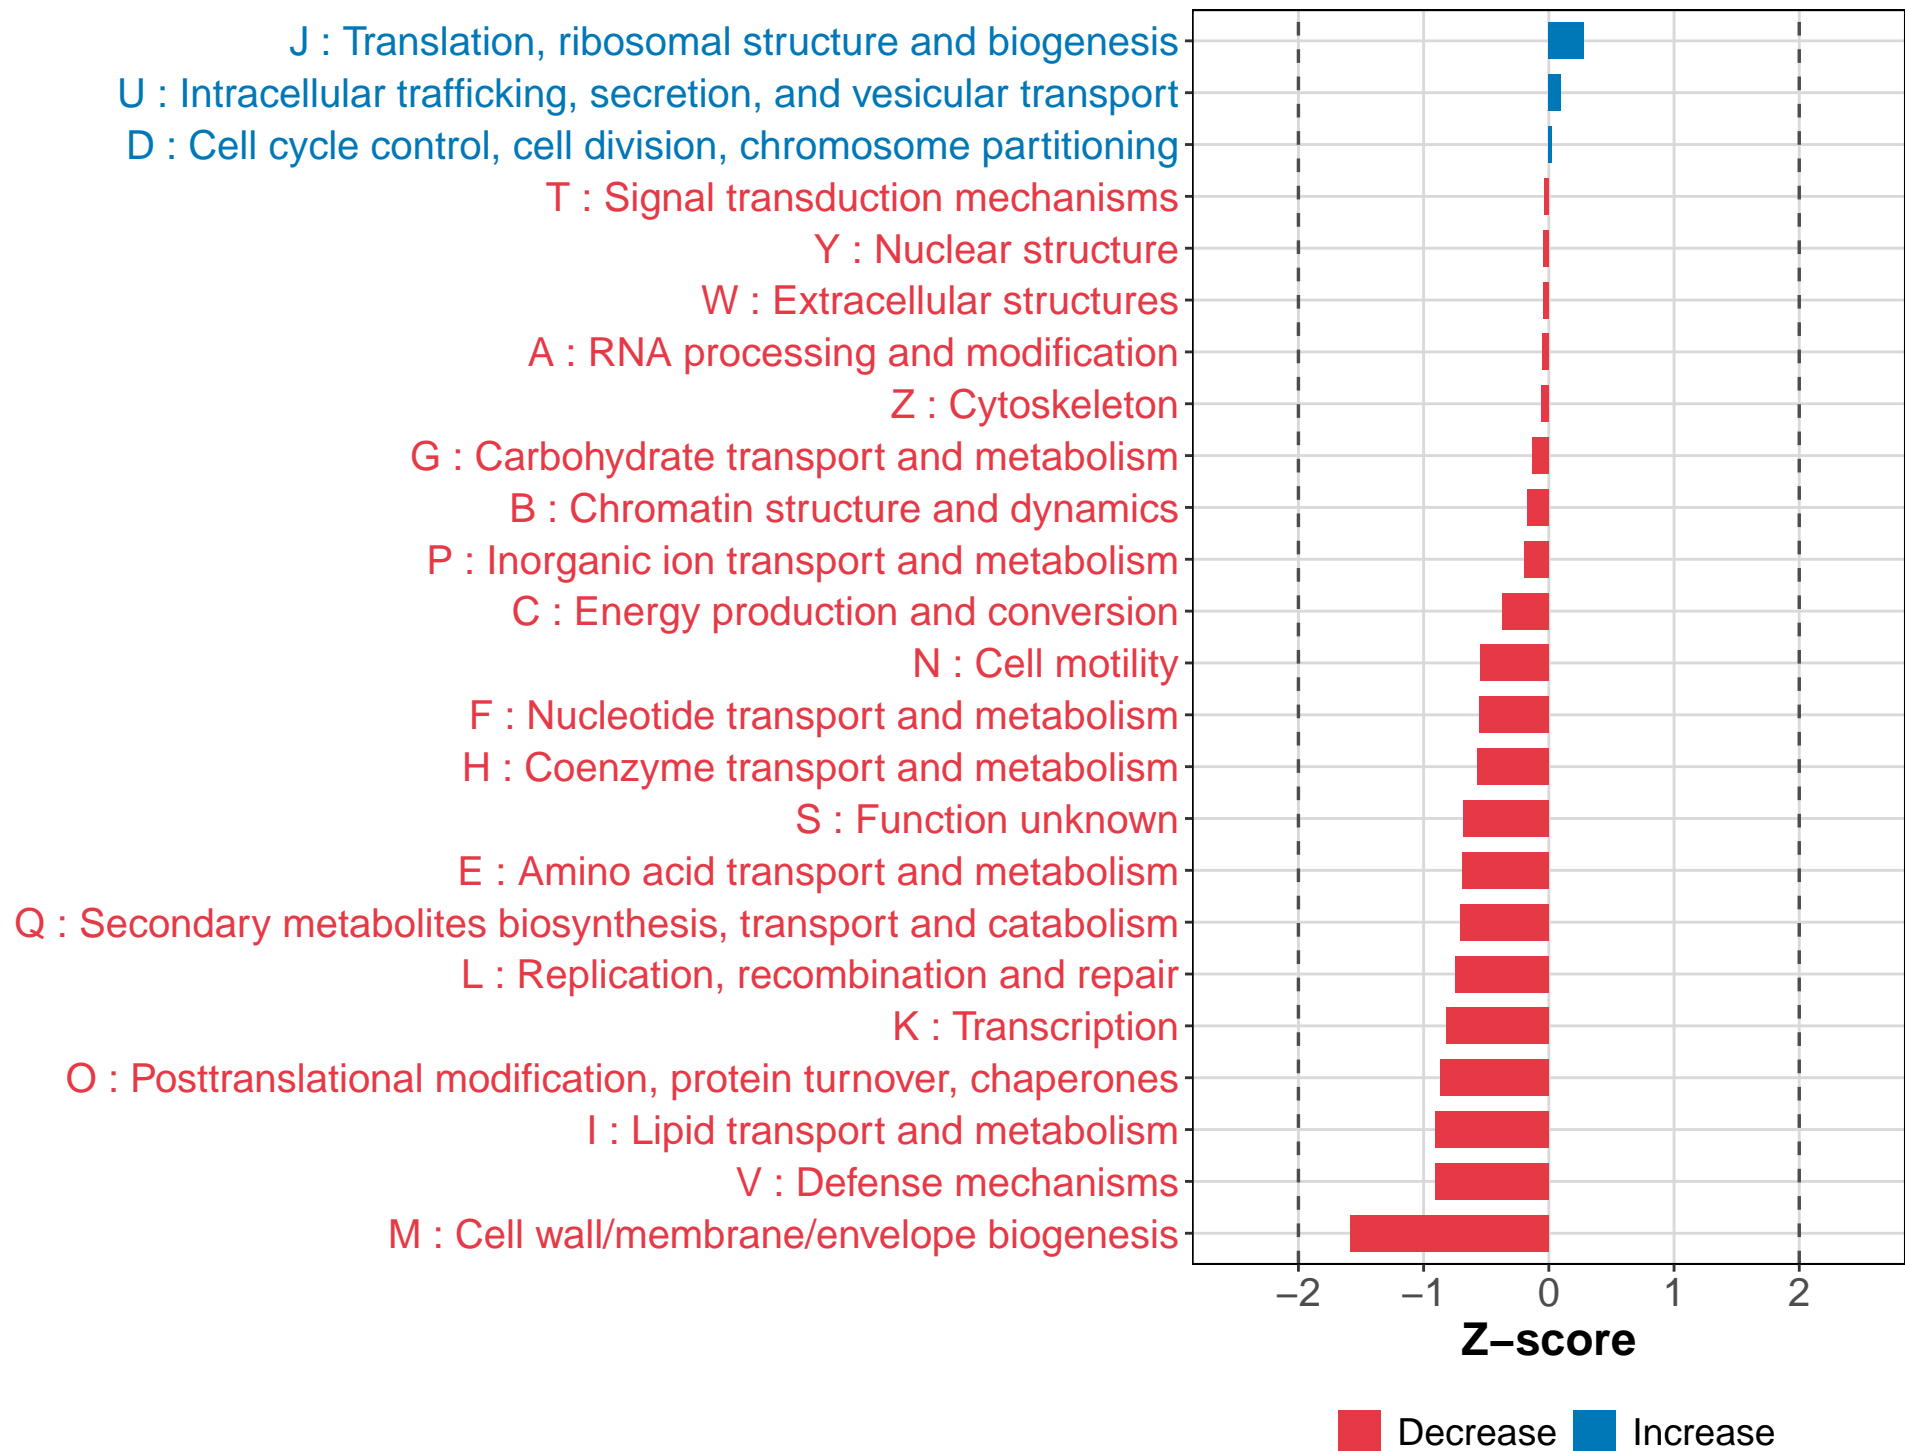 J : Translation, ribosomal structure and biogenesis
U : Intracellular trafficking, secretion, and vesicular transport
D : Cell cycle control, cell division, chromosome partitioning
T : Signal transduction mechanisms
Y : Nuclear structure
W : Extracellular structures
A : RNA processing and modification
Z : Cytoskeleton
G : Carbohydrate transport and metabolism
B : Chromatin structure and dynamics
P : Inorganic ion transport and metabolism
C : Energy production and conversion
N : Cell motility
F : Nucleotide transport and metabolism
H : Coenzyme transport and metabolism
S : Function unknown
E : Amino acid transport and metabolism
Q : Secondary metabolites biosynthesis, transport and catabolism
L : Replication, recombination and repair
K : Transcription
O : Posttranslational modification, protein turnover, chaperones
I : Lipid transport and metabolism
V : Defense mechanisms
M : Cell wall/membrane/envelope biogenesis
−2 −1 0 1 2
Z−score
Decrease Increase